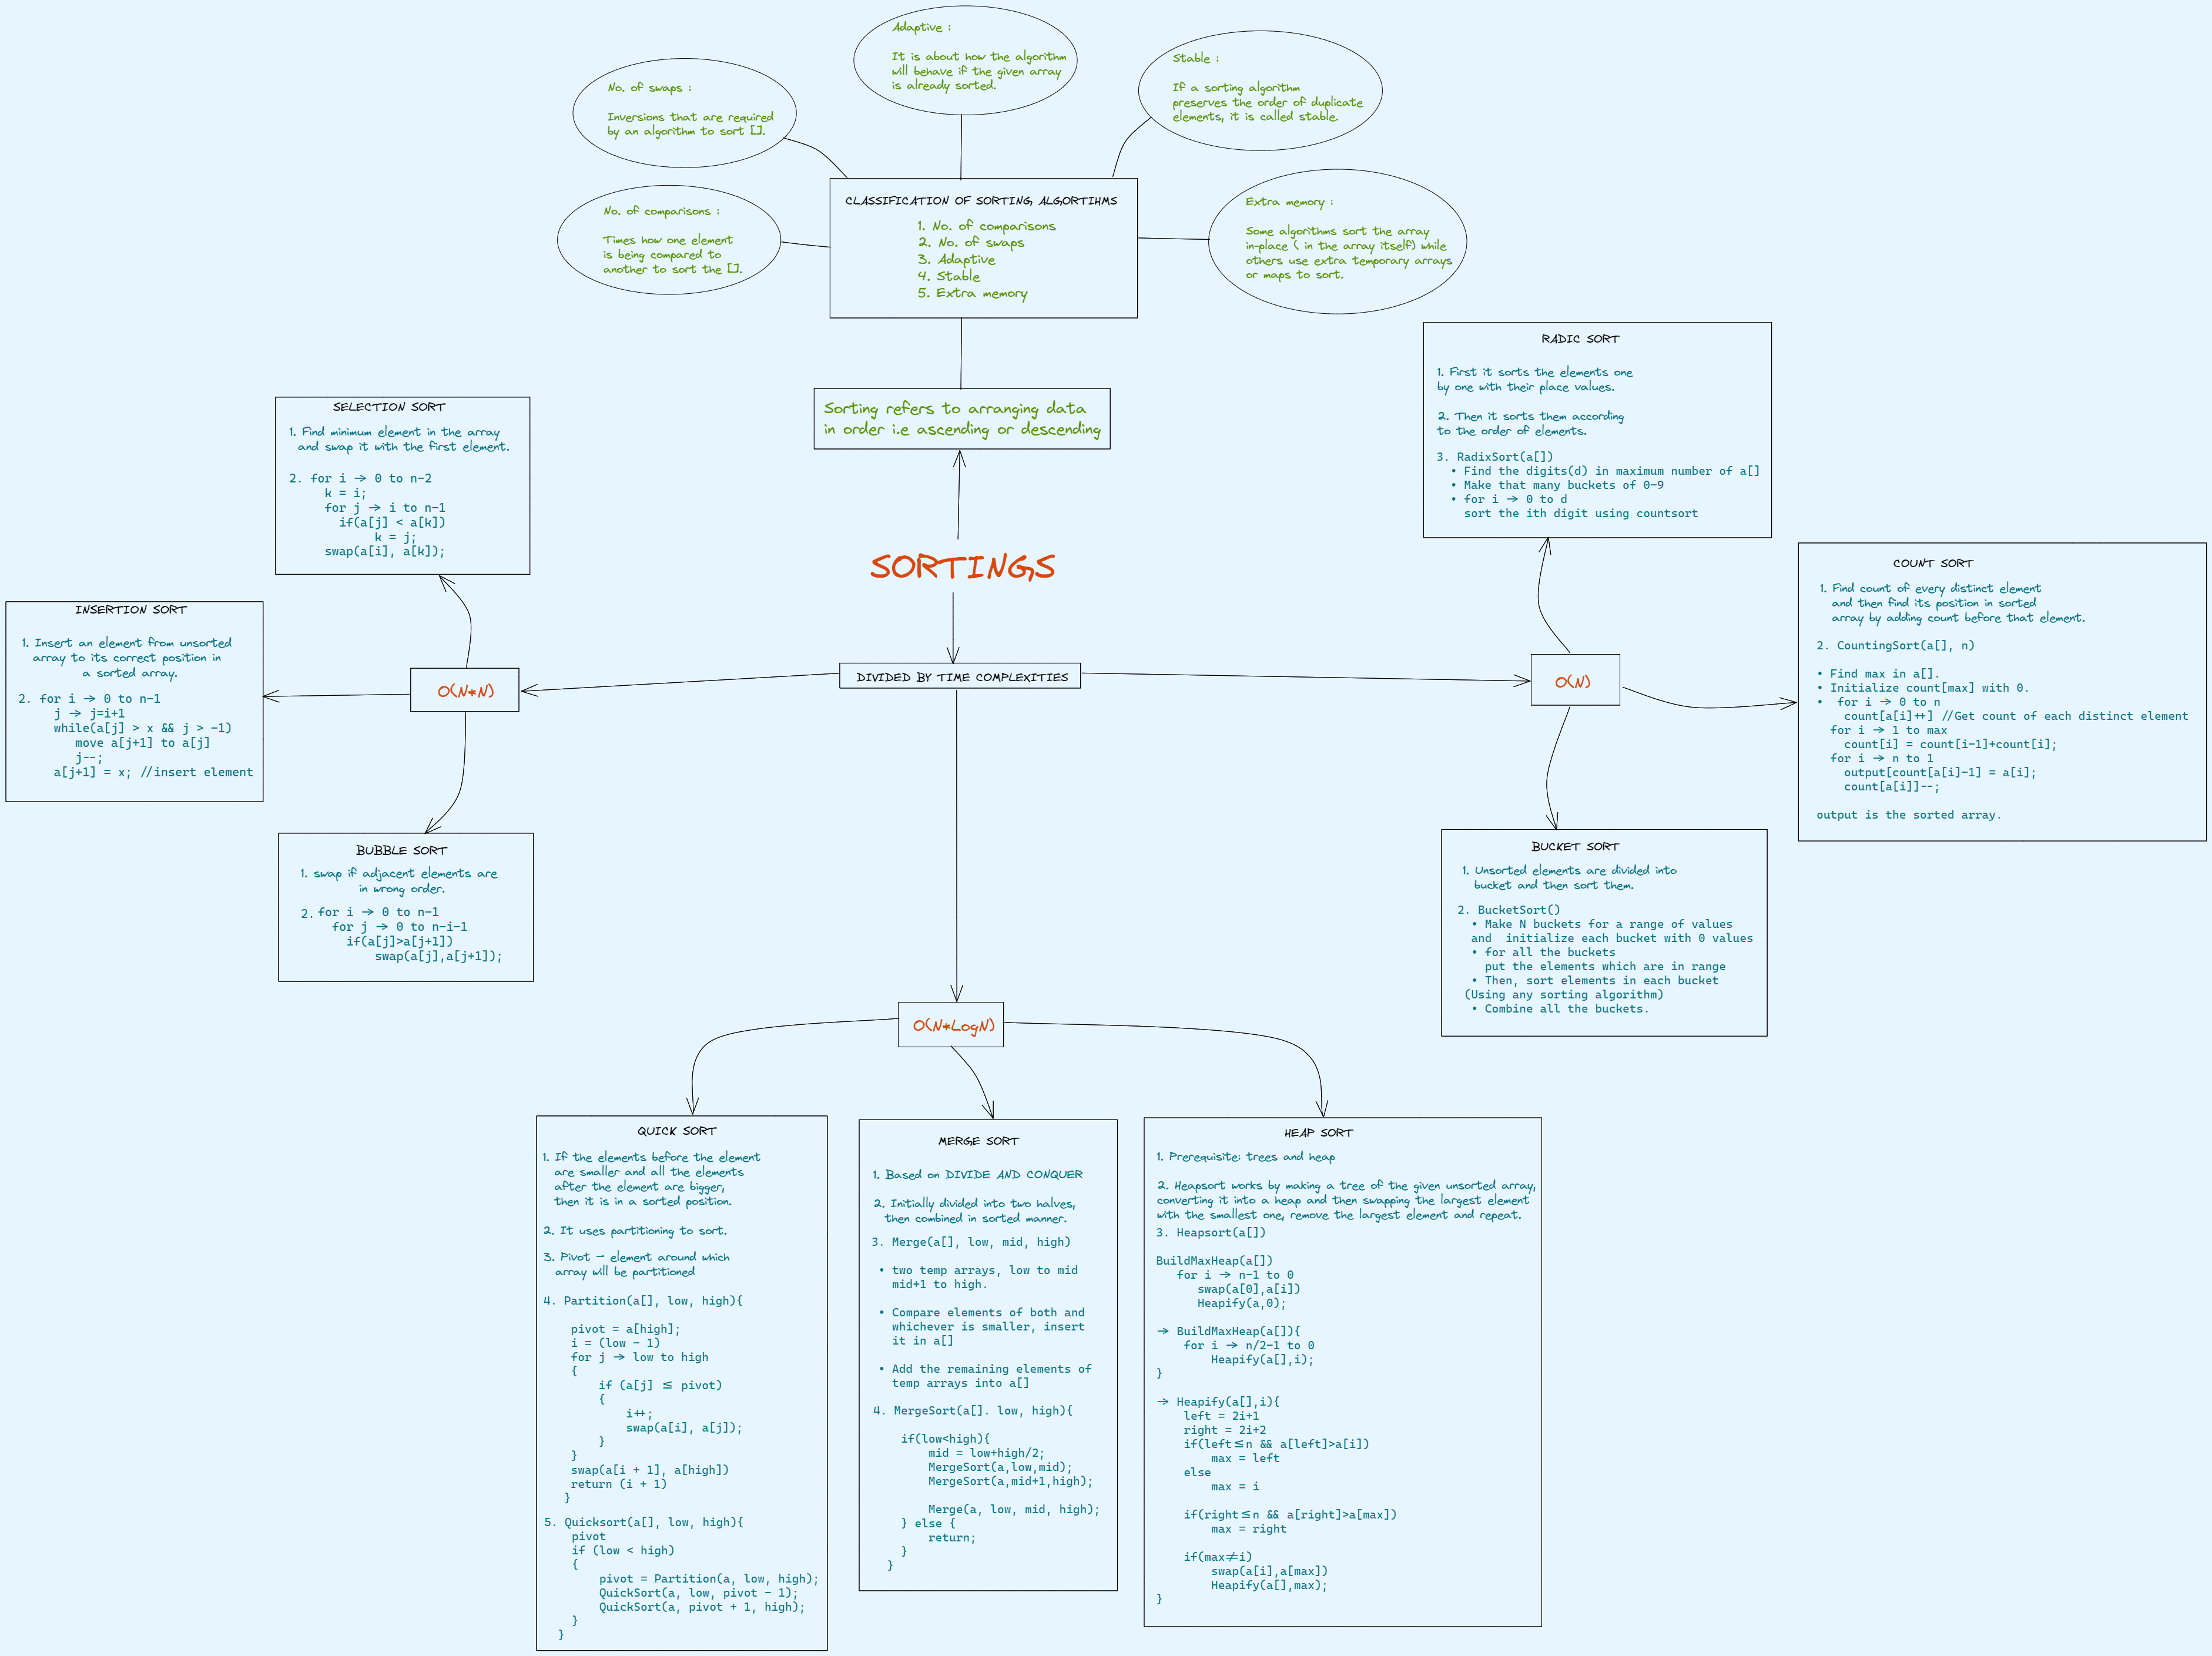 Adaptive :
It is about how the algorithm
will behave if the given array
is already sorted.
No. of swaps :
Inversions that are required
by an algorithm to sort [].
Stable :
If a sorting algorithm
preserves the order of duplicate
elements, it is called stable.
No. of comparisons :
Times how one element
is being compared to
another to sort the [].
CLASSIFICATION OF SORTING ALGORTIHMS
1. No. of comparisons
2. No. of swaps
3. Adaptive
4. Stable
5. Extra memory
Extra memory :
Some algorithms sort the array
in-place ( in the array itself) while
others use extra temporary arrays
or maps to sort.
Sorting refers to arranging data
in order i.e ascending or descending
SORTINGS
DIVIDED BY TIME COMPLEXITIES
O(N*N)
SELECTION SORT
1. Find minimum element in the array
and swap it with the first element.
2. for i → 0 to n-2
k = i;
for j → i to n-1
if(a[j] < a[k])
k = j;
swap(a[i], a[k]);
INSERTION SORT
1. Insert an element from unsorted
array to its correct position in
a sorted array.
2. for i → 0 to n-1
j → j=i+1
while(a[j] > x && j > -1)
move a[j+1] to a[j]
j--;
a[j+1] = x; //insert element
BUBBLE SORT
1. swap if adjacent elements are
in wrong order.
2. for i → 0 to n-1
for j → 0 to n-i-1
if(a[j]>a[j+1])
swap(a[j],a[j+1]);
O(N)
RADIC SORT
1. First it sorts the elements one
by one with their place values.
2. Then it sorts them according
to the order of elements.
3. RadixSort(a[])
• Find the digits(d) in maximum number of a[]
• Make that many buckets of 0-9
• for i → 0 to d
sort the ith digit using countsort
COUNT SORT
1. Find count of every distinct element
and then find its position in sorted
array by adding count before that element.
2. CountingSort(a[], n)
• Find max in a[].
• Initialize count[max] with 0.
• for i → 0 to n
count[a[i]++] //Get count of each distinct element
for i → 1 to max
count[i] = count[i-1]+count[i];
for i → n to 1
output[count[a[i]-1] = a[i];
count[a[i]]--;
output is the sorted array.
BUCKET SORT
1. Unsorted elements are divided into
bucket and then sort them.
2. BucketSort()
• Make N buckets for a range of values
and initialize each bucket with 0 values
• for all the buckets
put the elements which are in range
• Then, sort elements in each bucket
(Using any sorting algorithm)
• Combine all the buckets.
O(N*LogN)
QUICK SORT
1. If the elements before the element
are smaller and all the elements
after the element are bigger,
then it is in a sorted position.
2. It uses partitioning to sort.
3. Pivot - element around which
array will be partitioned
4. Partition(a[], low, high){
pivot = a[high];
i = (low - 1)
for j → low to high
{
if (a[j] ≤ pivot)
{
i++;
swap(a[i], a[j]);
}
}
swap(a[i + 1], a[high])
return (i + 1)
}
5. Quicksort(a[], low, high){
pivot
if (low < high)
{
pivot = Partition(a, low, high);
QuickSort(a, low, pivot - 1);
QuickSort(a, pivot + 1, high);
}
}
MERGE SORT
1. Based on DIVIDE AND CONQUER
2. Initially divided into two halves,
then combined in sorted manner.
3. Merge(a[], low, mid, high)
• two temp arrays, low to mid
mid+1 to high.
• Compare elements of both and
whichever is smaller, insert
it in a[]
• Add the remaining elements of
temp arrays into a[]
4. MergeSort(a[]. low, high){
if(low<high){
mid = low+high/2;
MergeSort(a,low,mid);
MergeSort(a,mid+1,high);
Merge(a, low, mid, high);
} else {
return;
}
}
HEAP SORT
1. Prerequisite: trees and heap
2. Heapsort works by making a tree of the given unsorted array,
converting it into a heap and then swapping the largest element
with the smallest one, remove the largest element and repeat.
3. Heapsort(a[])
BuildMaxHeap(a[])
for i → n-1 to 0
swap(a[0],a[i])
Heapify(a,0);
→ BuildMaxHeap(a[]){
for i → n/2-1 to 0
Heapify(a[],i);
}
→ Heapify(a[],i){
left = 2i+1
right = 2i+2
if(left≤n && a[left]>a[i])
max = left
else
max = i
if(right≤n && a[right]>a[max])
max = right
if(max≠i)
swap(a[i],a[max])
Heapify(a[],max);
}